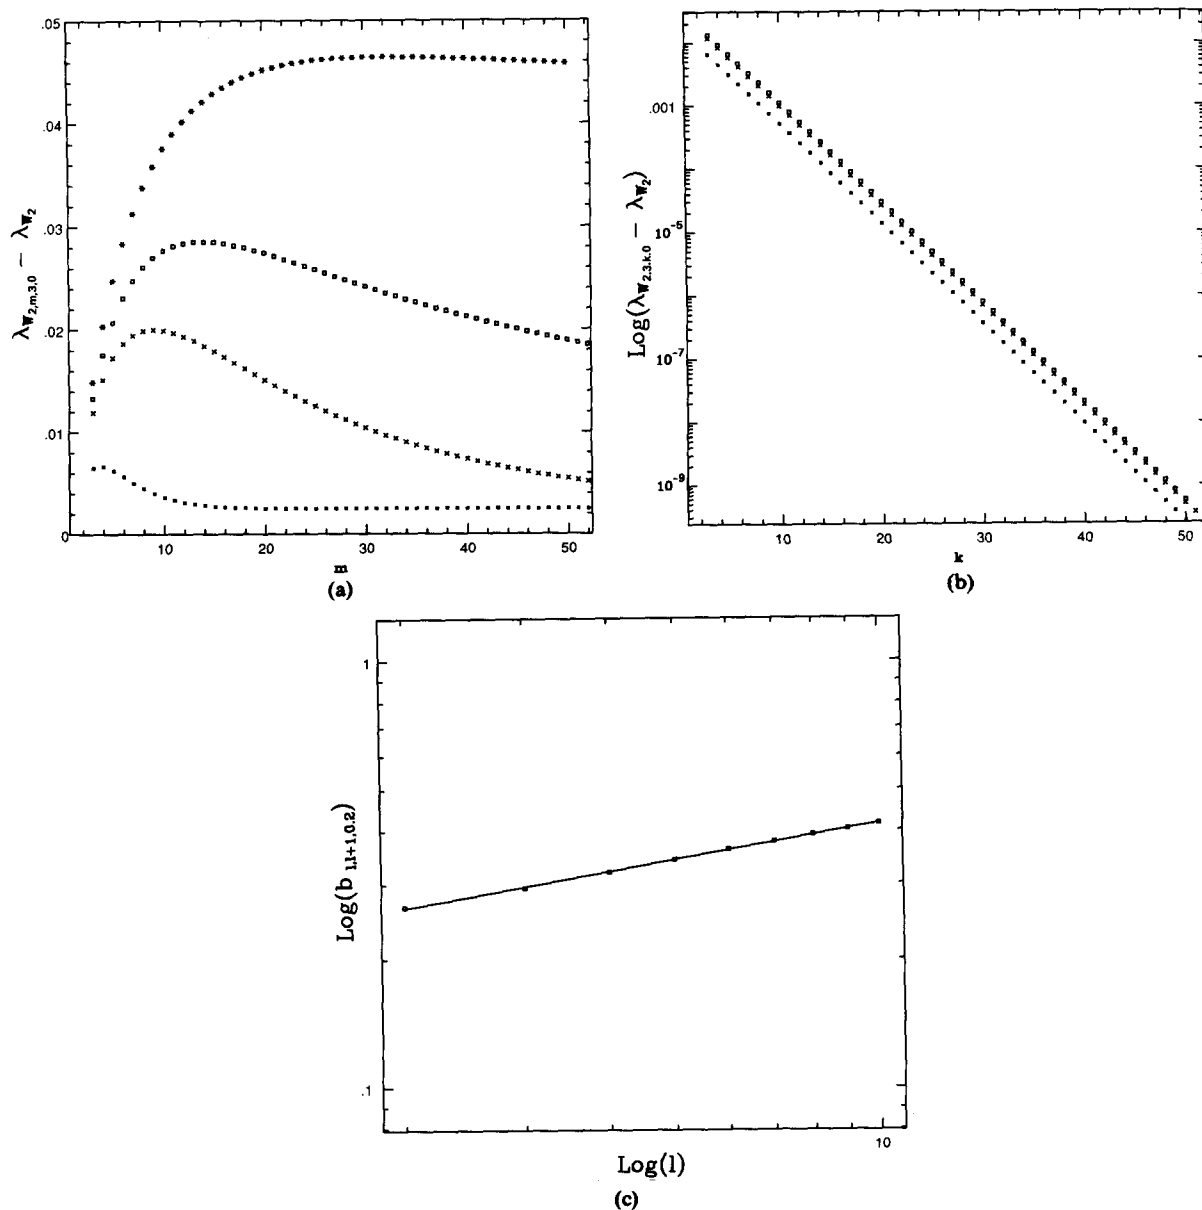 .05
.04
.03
.02
.01
0
λW2,m,3,0 − λW2
10
20
30
40
50
m
(a)
.001
10-5
10-7
10-9
Log(λW2,3,k,0 − λW2)
10
20
30
40
50
k
(b)
1
.1
Log(b l,l+1,0.2)
10
Log(l)
(c)